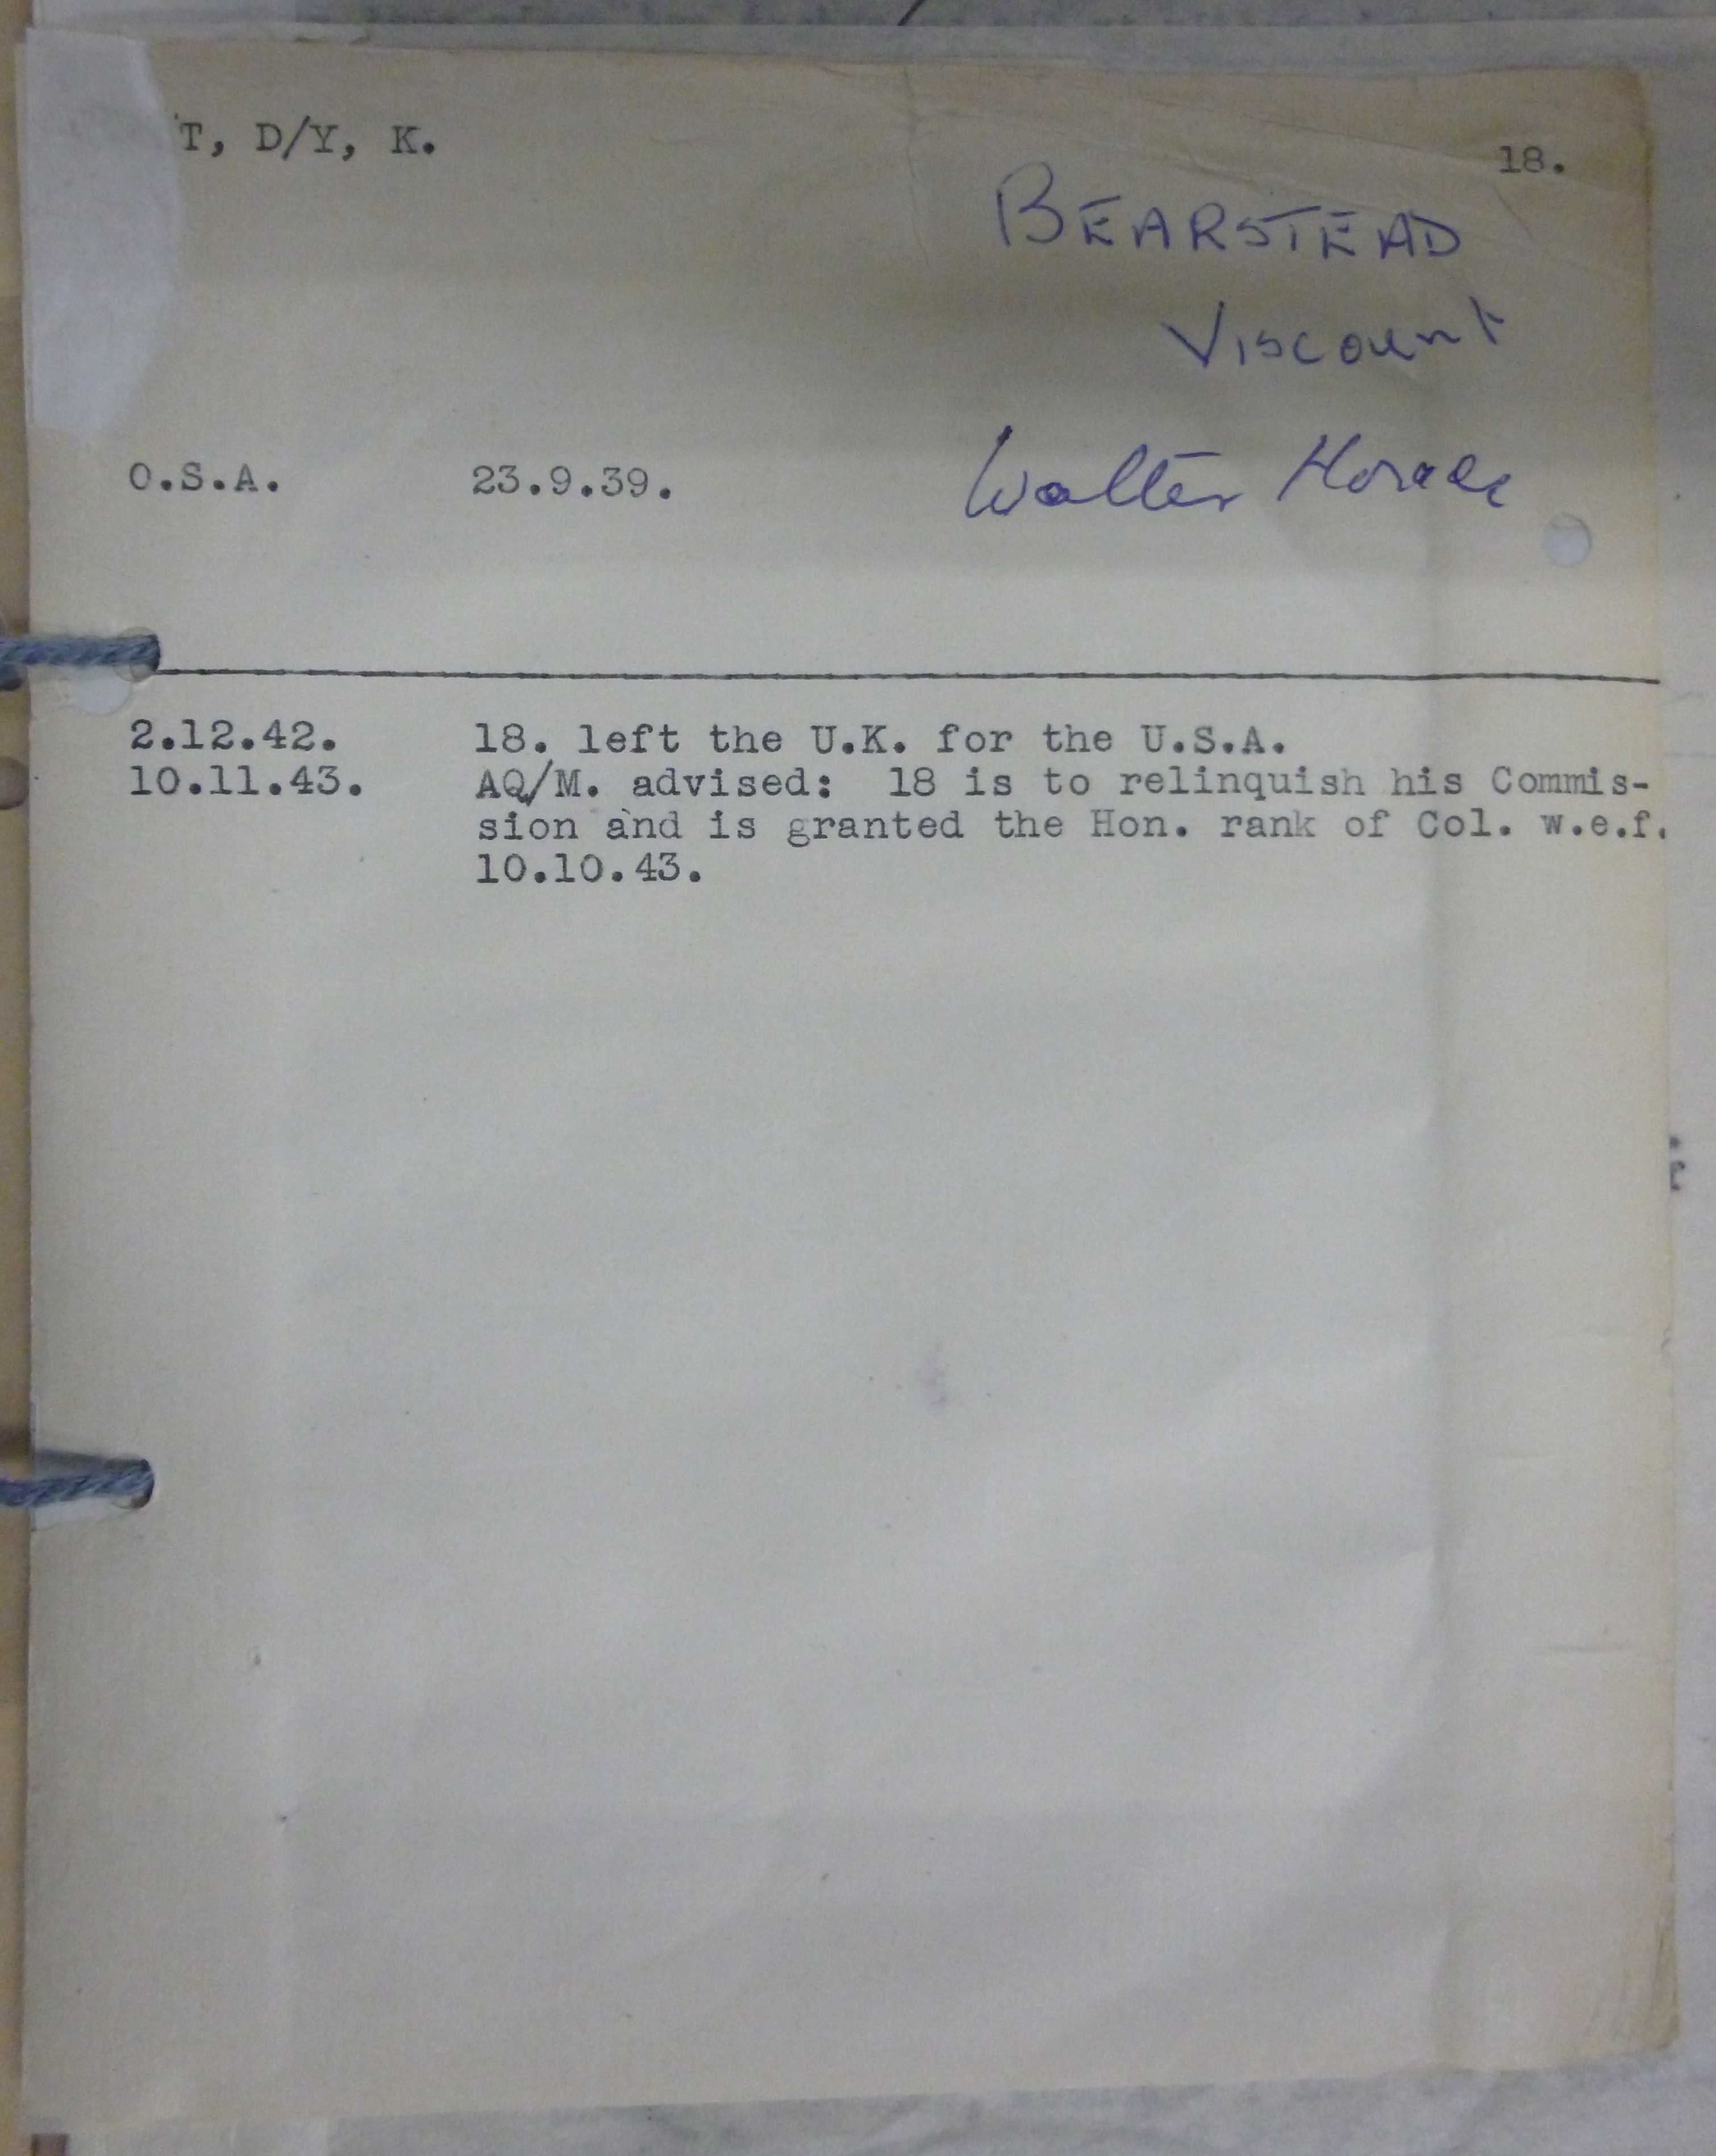 T, D/Y, K.
18.
BEARSTEAD
Viscount
O.S.A. 23.9.39. Walter Horace
2.12.42. 18. left the U.K. for the U.S.A.
10.11.43. AQ/M. advised: 18 is to relinquish his Commis-
sion and is granted the Hon. rank of Col. w.e.f.
10.10.43.